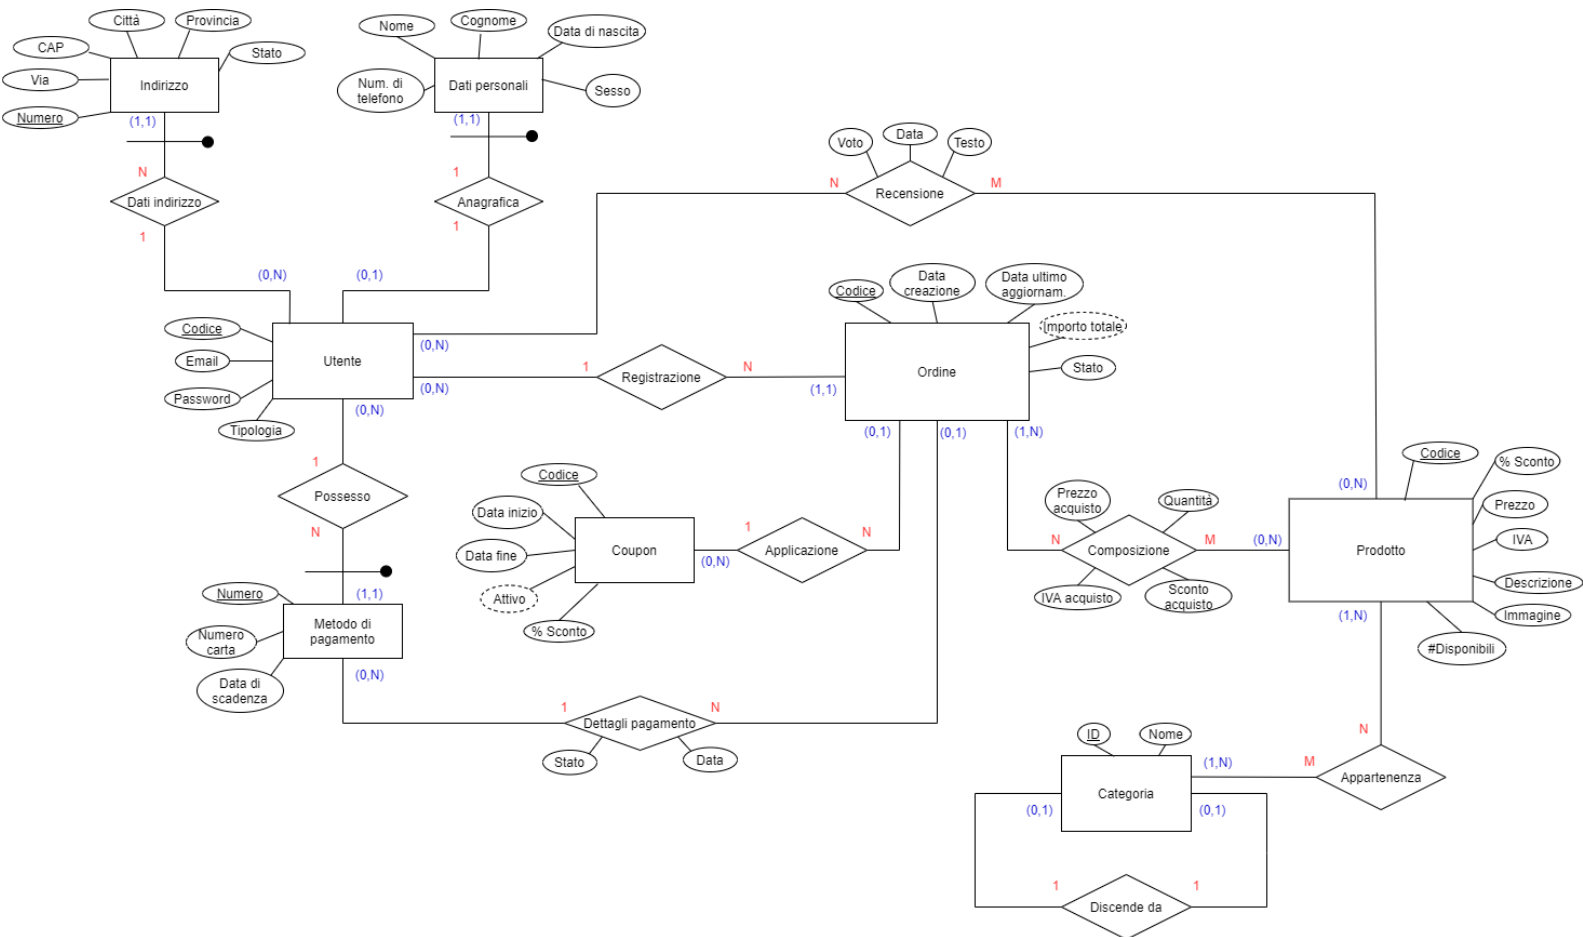 Città
Provincia
CAP
Stato
Via
Indirizzo
Numero
(1,1)
N
Dati indirizzo
1
(0,N)
Nome
Cognome
Data di nascita
Num. di
telefono
Dati personali
Sesso
(1,1)
1
Anagrafica
1
(0,1)
Voto
Data
Testo
N
Recensione
M
Codice
Email
Password
Tipologia
Utente
(0,N)
(0,N)
(0,N)
1
Registrazione
N
(1,1)
Codice
Data
creazione
Data ultimo
aggiornam.
Importo totale
Stato
Ordine
(0,1)
(0,1)
(1,N)
1
Possesso
N
(1,1)
Numero
Numero
carta
Data di
scadenza
Metodo di
pagamento
(0,N)
Codice
Data inizio
Data fine
Attivo
% Sconto
Coupon
(0,N)
1
Applicazione
N
1
Dettagli pagamento
N
Stato
Data
Prezzo
acquisto
Quantità
N
Composizione
M
IVA acquisto
Sconto
acquisto
(0,N)
(0,N)
Codice
% Sconto
Prezzo
IVA
Descrizione
Immagine
#Disponibili
Prodotto
(1,N)
N
Appartenenza
M
ID
Nome
Categoria
(1,N)
(0,1)
(0,1)
1
Discende da
1